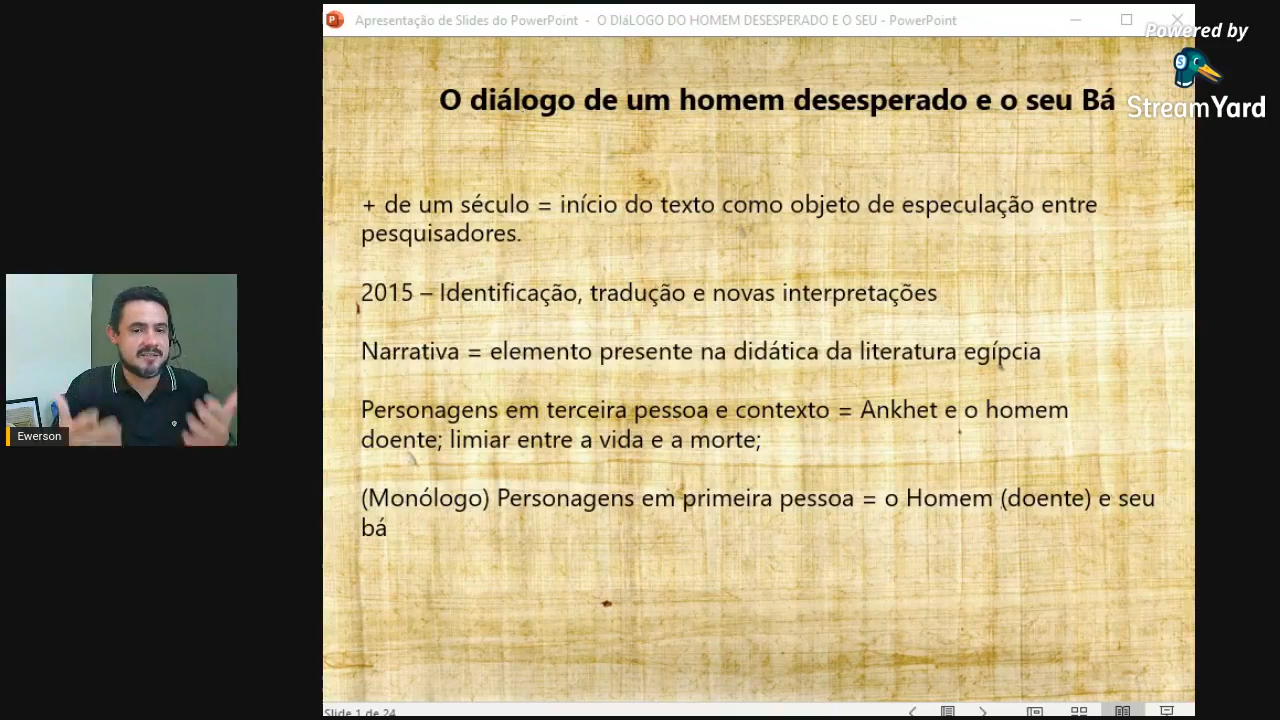 Apresentação de Slides do PowerPoint - O DIáLOGO DO HOMEM DESESPERADO E O SEU - PowerPoint
Powered by
StreamYard
O diálogo de um homem desesperado e o seu Bá
+ de um século = início do texto como objeto de especulação entre
pesquisadores.
2015 – Identificação, tradução e novas interpretações
Narrativa = elemento presente na didática da literatura egípcia
Personagens em terceira pessoa e contexto = Ankhet e o homem
doente; limiar entre a vida e a morte;
(Monólogo) Personagens em primeira pessoa = o Homem (doente) e seu
bá
Ewerson
Slide 1 de 24